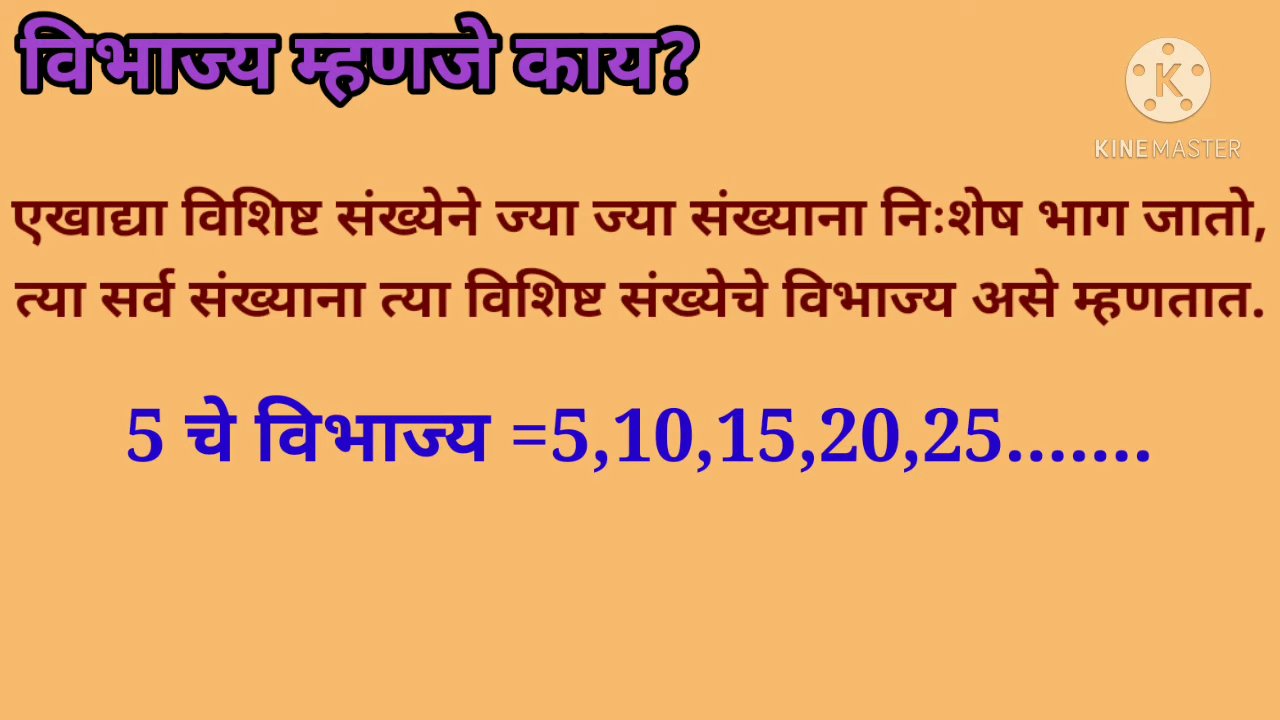 विभाज्य म्हणजे काय?
K
KINEMASTER
एखाद्या विशिष्ट संख्येने ज्या ज्या संख्याना निःशेष भाग जातो,
त्या सर्व संख्याना त्या विशिष्ट संख्येचे विभाज्य असे म्हणतात.
5 चे विभाज्य =5,10,15,20,25.......